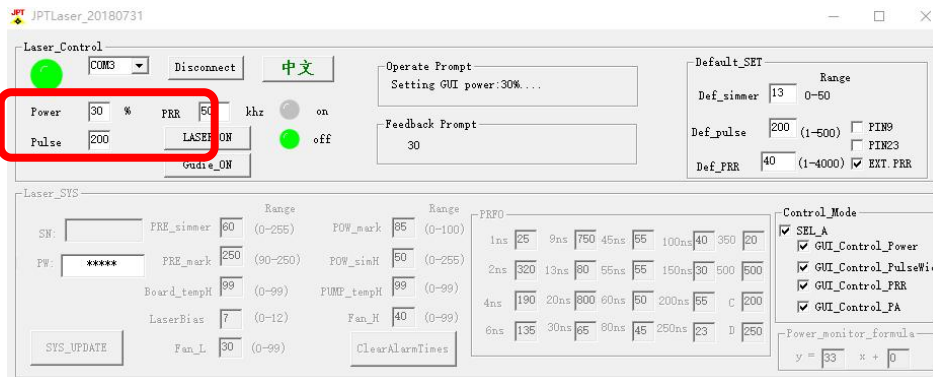 JPT JPTLaser_20180731
Laser_Control
COM3 Disconnect 中文
Power 30 % PRR 50 khz on
Pulse 200 LASER_ON off
Gudie_ON
Operate Prompt
Setting GUI power:30%....
Feedback Prompt
30
Default_SET
Range
Def_simmer 13 0-50
Def_pulse 200 (1-500) PIN9
PIN23
Def_PRR 40 (1-4000) EXT.PRR
Laser_SYS
Range Range
SN: PRE_simmer 60 (0-255) POW_mark 85 (0-100)
PW: ***** PRE_mark 250 (90-250) POW_simH 50 (0-255)
Board_tempH 99 (0-99) PUMP_tempH 99 (0-99)
LaserBias 7 (0-12) Fan_H 40 (0-99)
SYS_UPDATE Fan_L 30 (0-99) ClearAlarmTimes
PRFO
1ns 25 9ns 750 45ns 55 100ns 40 350 20
2ns 320 13ns 80 55ns 55 150ns 30 500 500
4ns 190 20ns 800 60ns 50 200ns 55 C 200
6ns 135 30ns 65 80ns 45 250ns 23 D 250
Control_Mode
SEL_A
GUI_Control_Power
GUI_Control_PulseWi
GUI_Control_PRR
GUI_Control_PA
Power_monitor_formula
y = 33 x + 0